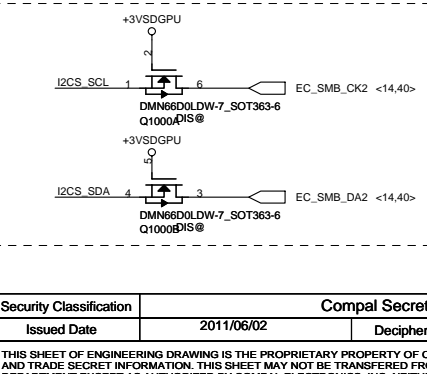 +3VSDGPU
2
I2CS_SCL 1 6 EC_SMB_CK2 <14,40>
DMN66D0LDW-7_SOT363-6
Q1000A DIS@
+3VSDGPU
5
I2CS_SDA 4 3 EC_SMB_DA2 <14,40>
DMN66D0LDW-7_SOT363-6
Q1000B DIS@
Security Classification Compal Secret
Issued Date 2011/06/02 Decipher
THIS SHEET OF ENGINEERING DRAWING IS THE PROPRIETARY PROPERTY OF C
AND TRADE SECRET INFORMATION. THIS SHEET MAY NOT BE TRANSFERED FRO